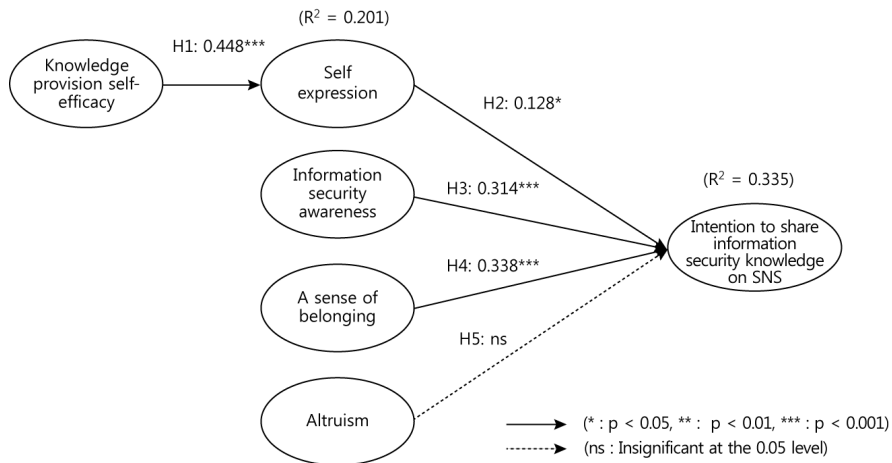 (R² = 0.201)
H1: 0.448***
Knowledge
provision self-
efficacy
Self
expression
H2: 0.128*
Information
security
awareness
H3: 0.314***
(R² = 0.335)
Intention to share
information
security knowledge
on SNS
H4: 0.338***
A sense of
belonging
H5: ns
Altruism
(* : p < 0.05, ** : p < 0.01, *** : p < 0.001)
(ns : Insignificant at the 0.05 level)